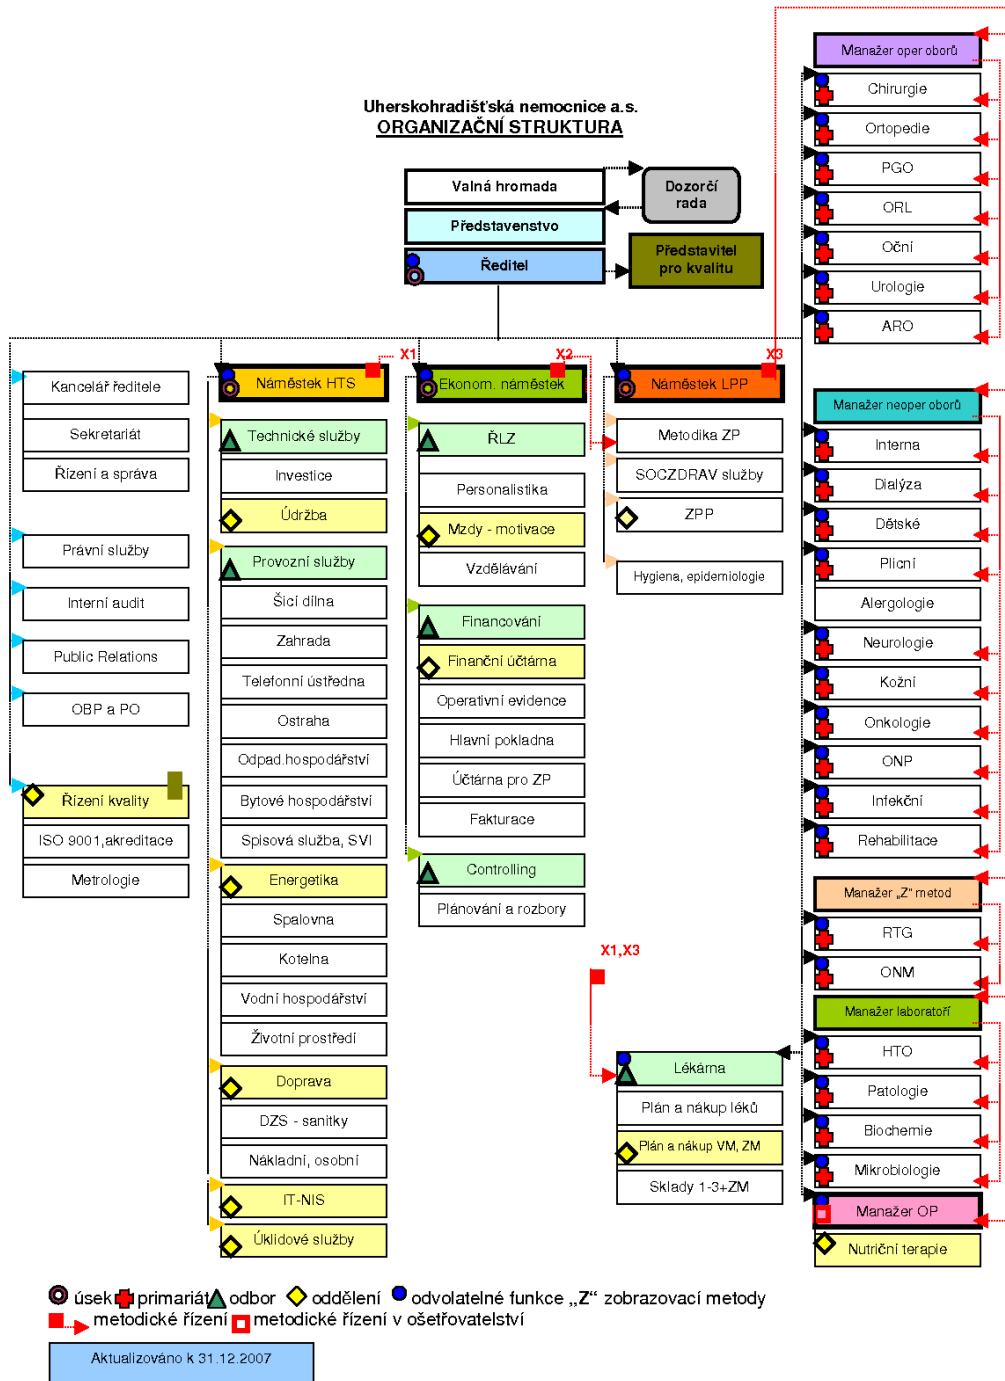 Uherskohradišťská nemocnice a.s.
ORGANIZAČNÍ STRUKTURA
Valná hromada
Dozorčí
rada
Představenstvo
Ředitel
Představitel
pro kvalitu
X1
X2
X3
Kancelář ředitele
Sekretariát
Řízení a správa
Právní služby
Interní audit
Public Relations
OBP a PO
Řízení kvality
ISO 9001,akreditace
Metrologie
Náměstek HTS
Technické služby
Investice
Údržba
Provozní služby
Šicí dílna
Zahrada
Telefonní ústředna
Ostraha
Odpad.hospodářství
Bytové hospodářství
Spisová služba, SVI
Energetika
Spalovna
Kotelna
Vodní hospodářství
Životní prostředí
Doprava
DZS - sanitky
Nákladní, osobní
IT-NIS
Úklidové služby
Ekonom. náměstek
ŘLZ
Personalistika
Mzdy - motivace
Vzdělávání
Financování
Finanční účtárna
Operativní evidence
Hlavní pokladna
Účtárna pro ZP
Fakturace
Controlling
Plánování a rozbory
Náměstek LPP
Metodika ZP
SOCZDRAV služby
ZPP
Hygiena, epidemiologie
X1,X3
Lékárna
Plán a nákup léků
Plán a nákup VM, ZM
Sklady 1-3+ZM
Manažer oper oborů
Chirurgie
Ortopedie
PGO
ORL
Oční
Urologie
ARO
Manažer neoper oborů
Interna
Dialýza
Dětské
Plicní
Alergologie
Neurologie
Kožní
Onkologie
ONP
Infekční
Rehabilitace
Manažer „Z" metod
RTG
ONM
Manažer laboratoří
HTO
Patologie
Biochemie
Mikrobiologie
Manažer OP
Nutriční terapie
úsek primariát odbor oddělení odvolatelné funkce „Z" zobrazovací metody
metodické řízení metodické řízení v ošetřovatelství
Aktualizováno k 31.12.2007